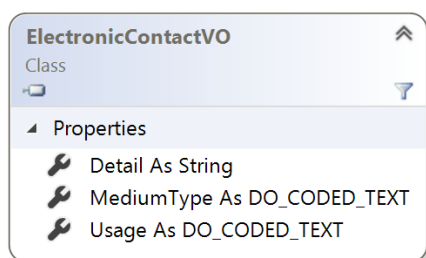 ElectronicContactVO
Class
Properties
Detail As String
MediumType As DO_CODED_TEXT
Usage As DO_CODED_TEXT